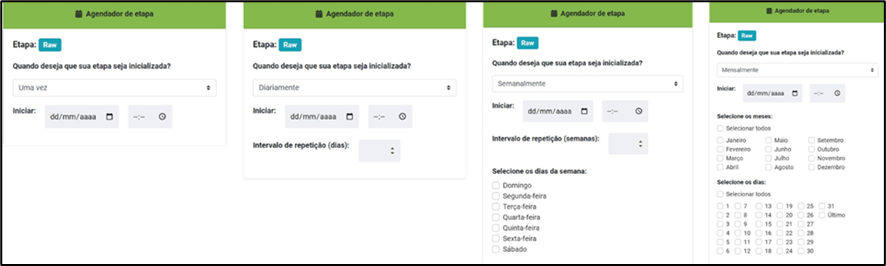 Agendador de etapa
Etapa: Raw
Quando deseja que sua etapa seja inicializada?
Uma vez
Iniciar: dd/mm/aaaa --:--
Agendador de etapa
Etapa: Raw
Quando deseja que sua etapa seja inicializada?
Diariamente
Iniciar: dd/mm/aaaa --:--
Intervalo de repetição (dias):
Agendador de etapa
Etapa: Raw
Quando deseja que sua etapa seja inicializada?
Semanalmente
Iniciar: dd/mm/aaaa --:--
Intervalo de repetição (semanas):
Selecione os dias da semana:
Domingo
Segunda-feira
Terça-feira
Quarta-feira
Quinta-feira
Sexta-feira
Sábado
Agendador de etapa
Etapa: Raw
Quando deseja que sua etapa seja inicializada?
Mensalmente
Iniciar: dd/mm/aaaa --:--
Selecione os meses:
Selecionar todos
Janeiro Maio Setembro
Fevereiro Junho Outubro
Março Julho Novembro
Abril Agosto Dezembro
Selecione os dias:
Selecionar todos
1 7 13 19 25 31
2 8 14 20 26 Último
3 9 15 21 27
4 10 16 22 28
5 11 17 23 29
6 12 18 24 30